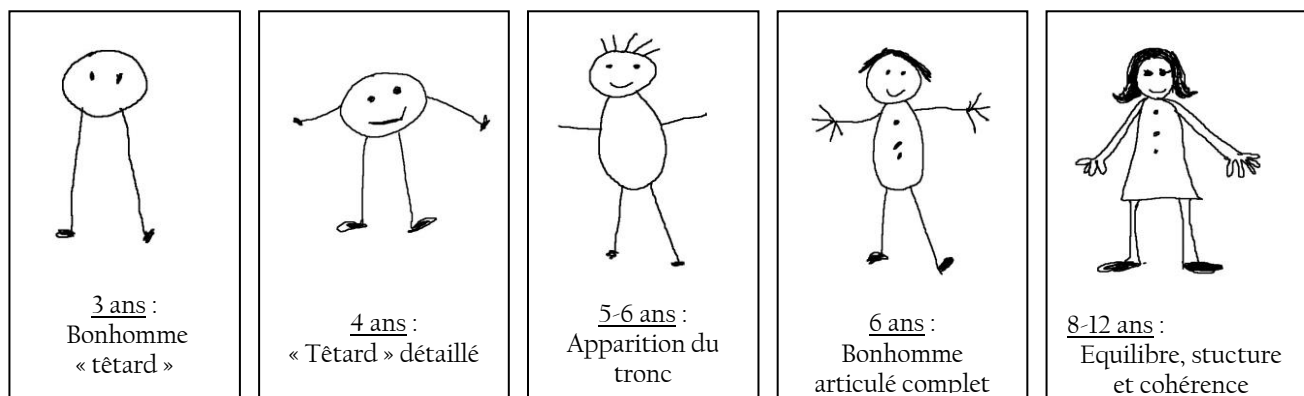 3 ans :
Bonhomme
« têtard »
4 ans :
« Têtard » détaillé
5-6 ans :
Apparition du
tronc
6 ans :
Bonhomme
articulé complet
8-12 ans :
Equilibre, stucture
et cohérence